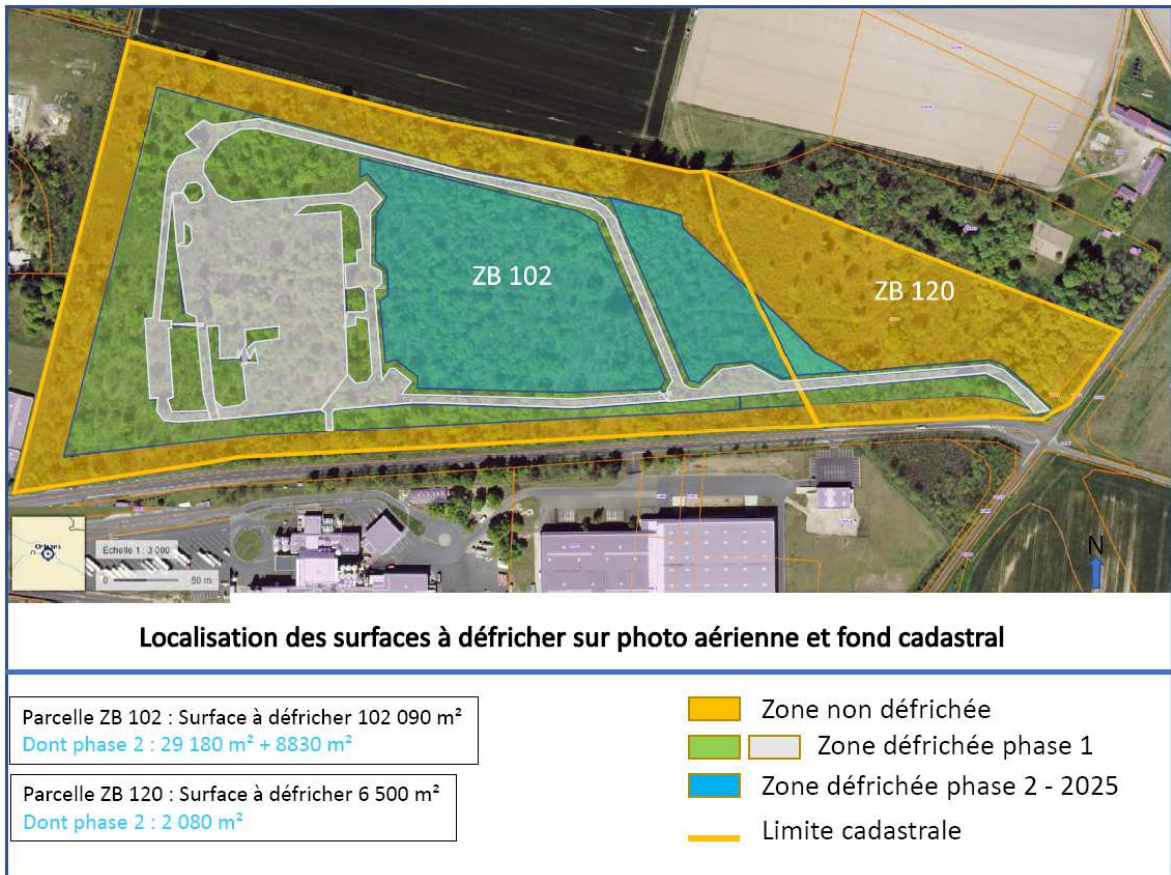 ZB 102
ZB 120
Orléans
Echelle 1 : 3 000
0 50 m
N
Localisation des surfaces à défricher sur photo aérienne et fond cadastral
Parcelle ZB 102 : Surface à défricher 102 090 m²
Dont phase 2 : 29 180 m² + 8830 m²
Parcelle ZB 120 : Surface à défricher 6 500 m²
Dont phase 2 : 2 080 m²
Zone non défrichée
Zone défrichée phase 1
Zone défrichée phase 2 - 2025
Limite cadastrale